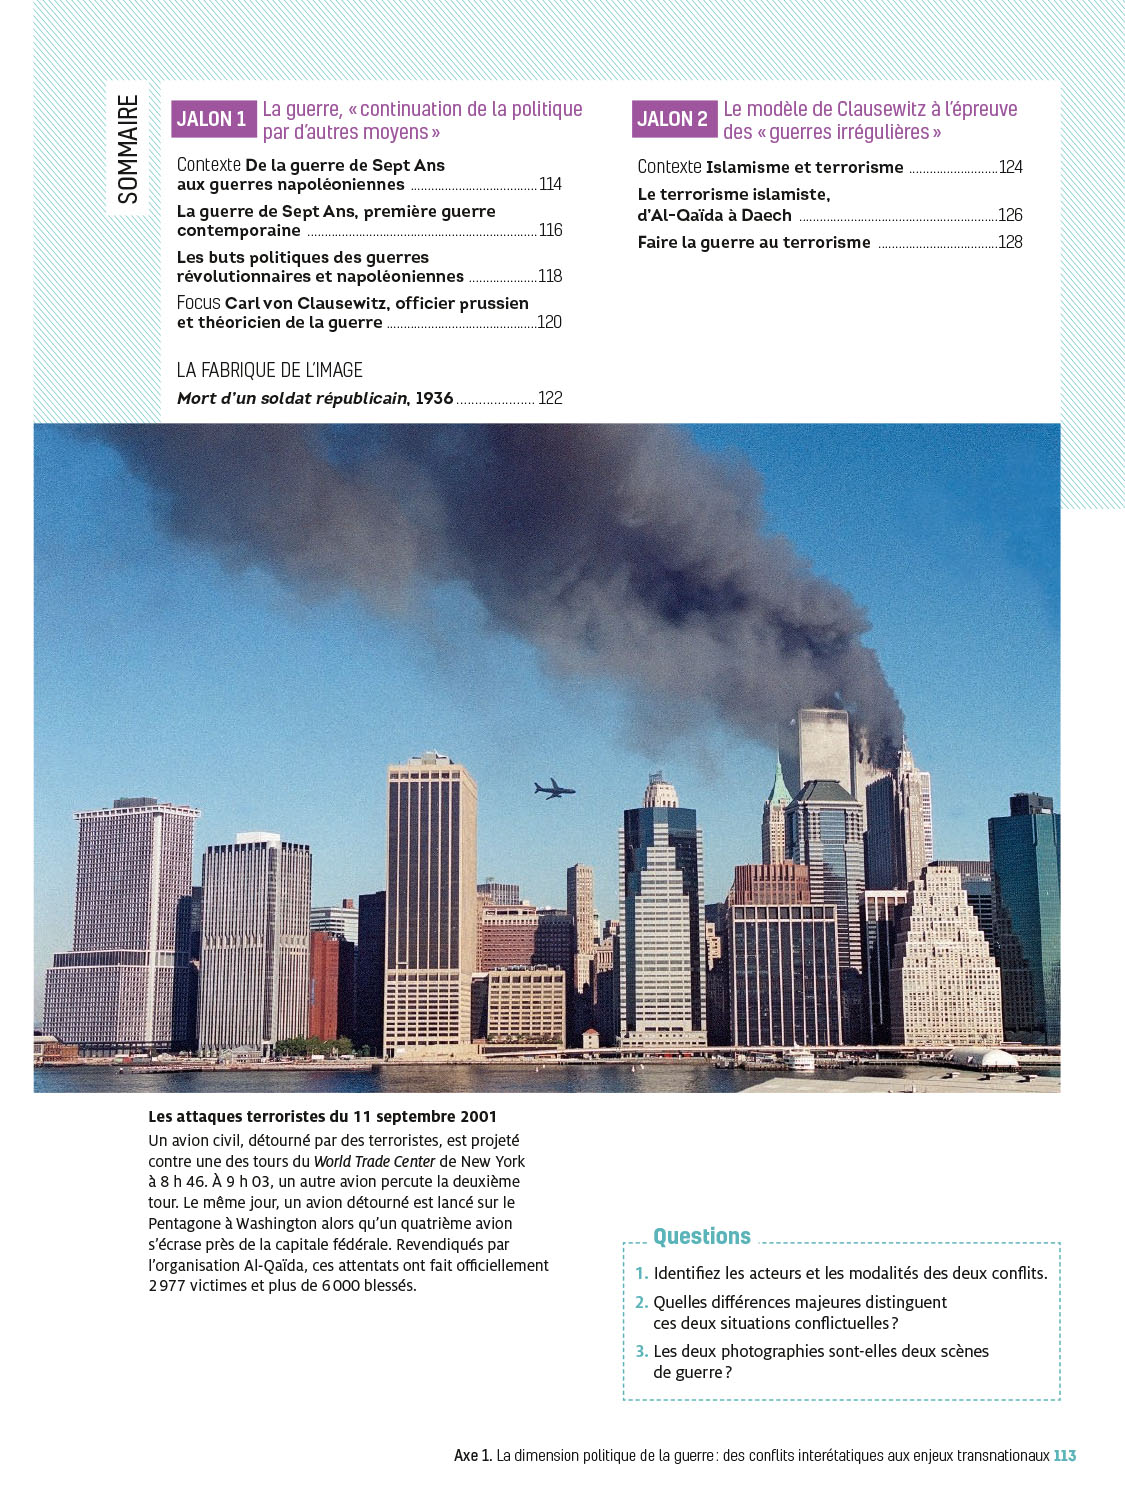 SOMMAIRE
JALON 1
La guerre, « continuation de la politique
par d'autres moyens »
Contexte De la guerre de Sept Ans
aux guerres napoléoniennes ..................................... 114
La guerre de Sept Ans, première guerre
contemporaine ................................................................... 116
Les buts politiques des guerres
révolutionnaires et napoléoniennes .................... 118
Focus Carl von Clausewitz, officier prussien
et théoricien de la guerre ............................................ 120
LA FABRIQUE DE L'IMAGE
Mort d'un soldat républicain, 1936 .................... 122
JALON 2
Le modèle de Clausewitz à l'épreuve
des « guerres irrégulières »
Contexte Islamisme et terrorisme .......................... 124
Le terrorisme islamiste,
d'Al-Qaïda à Daech .......................................................... 126
Faire la guerre au terrorisme ................................... 128
Les attaques terroristes du 11 septembre 2001
Un avion civil, détourné par des terroristes, est projeté
contre une des tours du World Trade Center de New York
à 8 h 46. À 9 h 03, un autre avion percute la deuxième
tour. Le même jour, un avion détourné est lancé sur le
Pentagone à Washington alors qu'un quatrième avion
s'écrase près de la capitale fédérale. Revendiqués par
l'organisation Al-Qaïda, ces attentats ont fait officiellement
2 977 victimes et plus de 6 000 blessés.
Questions
1. Identifiez les acteurs et les modalités des deux conflits.
2. Quelles différences majeures distinguent
ces deux situations conflictuelles ?
3. Les deux photographies sont-elles deux scènes
de guerre ?
Axe 1. La dimension politique de la guerre : des conflits interétatiques aux enjeux transnationaux 113